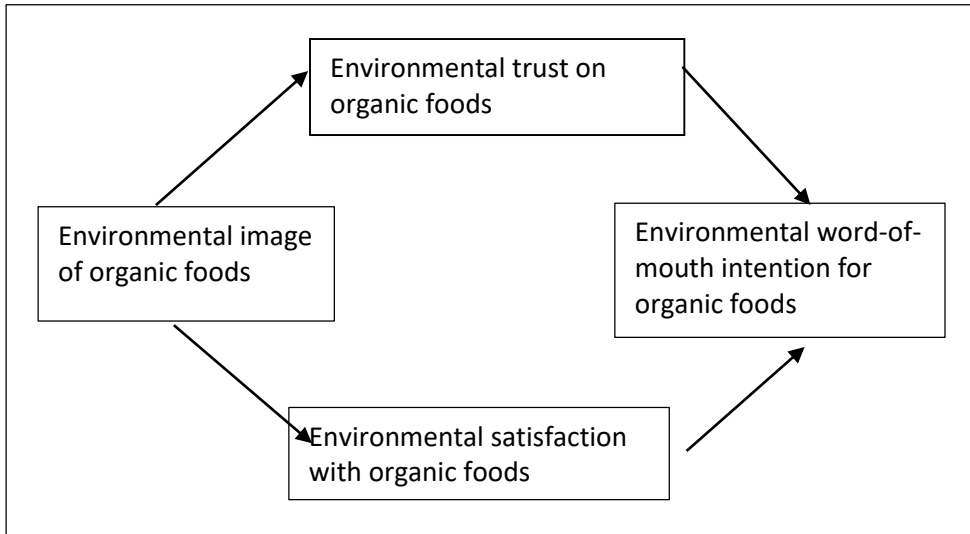 Environmental trust on
organic foods
Environmental image
of organic foods
Environmental word-of-
mouth intention for
organic foods
Environmental satisfaction
with organic foods